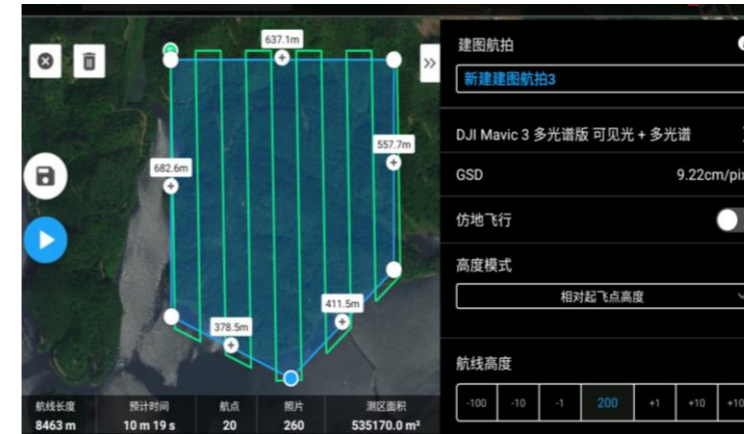 637.1m
557.7m
682.6m
411.5m
378.5m
航线长度 预计时间 航点 照片 测区面积
8463 m 10 m 19 s 20 260 535170.0 m²
建图航拍
新建建图航拍3
DJI Mavic 3 多光谱版 可见光 + 多光谱
GSD 9.22cm/pix
仿地飞行
高度模式
相对起飞点高度
航线高度
-100 -10 -1 200 +1 +10 +10